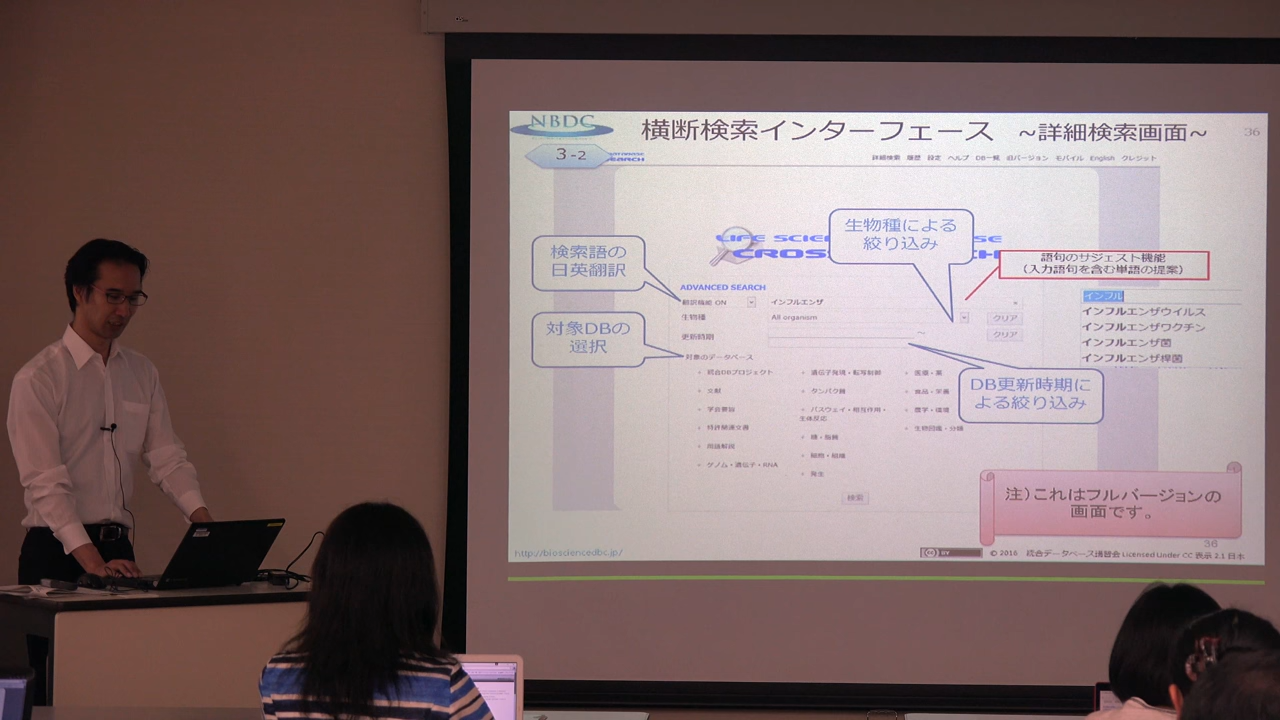 NBDC
横断検索インターフェース ~詳細検索画面~
36
3-2
詳細検索 履歴 設定 ヘルプ DB一覧 旧バージョン モバイル English クレジット
生物種による
絞り込み
検索語の
日英翻訳
語句のサジェスト機能
(入力語句を含む単語の提案)
ADVANCED SEARCH
翻訳機能 ON
インフルエンザ
生物種
All organism
クリア
更新時期
~
クリア
インフル
インフルエンザウイルス
インフルエンザワクチン
インフルエンザ菌
インフルエンザ桿菌
対象DBの
選択
対象のデータベース
DB更新時期に
よる絞り込み
+ 統合DBプロジェクト
+ 遺伝子発現・転写制御
+ 医療・薬
+ 文献
+ タンパク質
+ 食品・栄養
+ 学会要旨
+ パスウェイ・相互作用・
生体反応
+ 農学・環境
+ 特許関連文書
+ 糖・脂質
+ 生物図鑑・分類
+ 用語解説
+ 細胞・組織
+ ゲノム・遺伝子・RNA
+ 発生
検索
注)これはフルバージョンの
画面です。
36
http://biosciencedbc.jp/
BY
© 2016 統合データベース講習会 Licensed Under CC 表示 2.1 日本